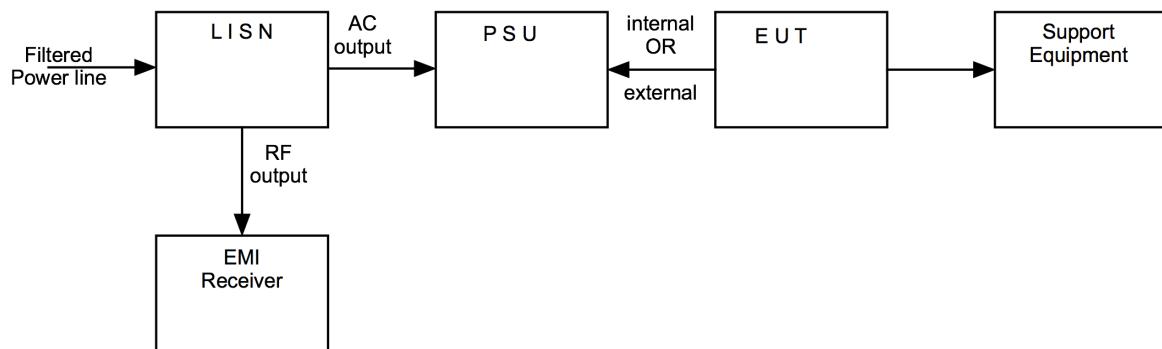 Filtered
Power line
L I S N
AC
output
P S U
internal
OR
external
E U T
Support
Equipment
RF
output
EMI
Receiver